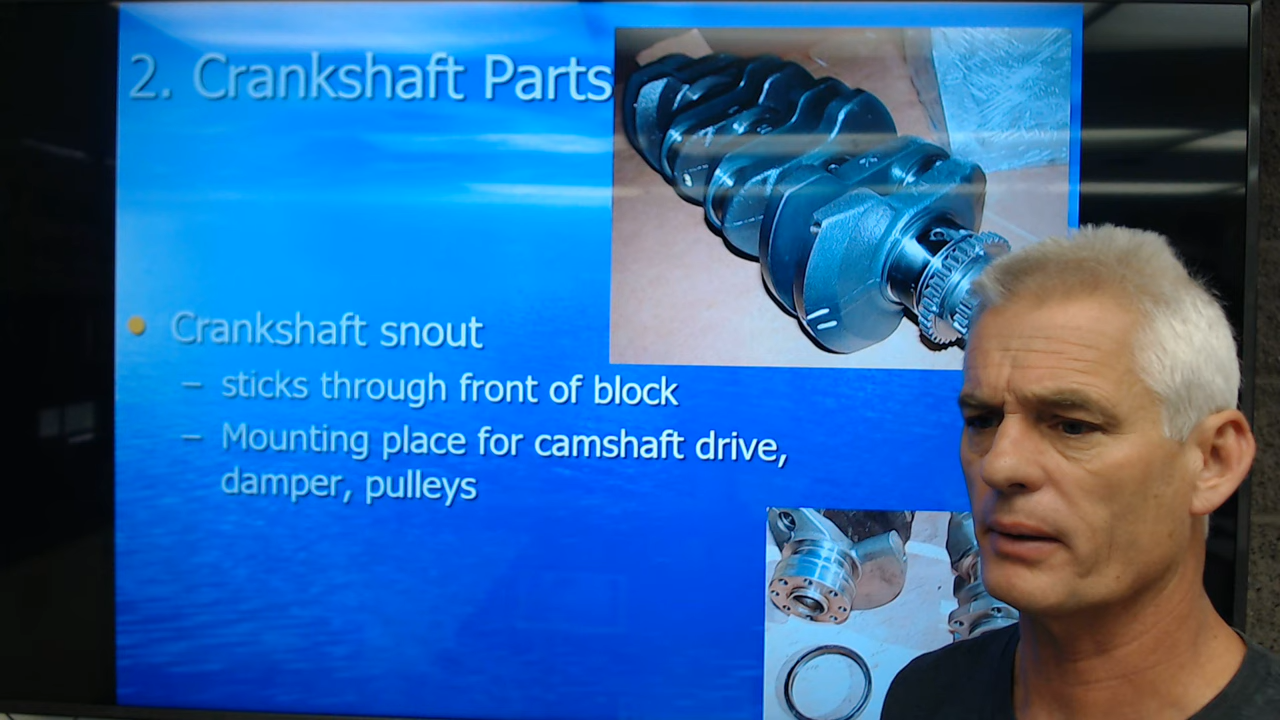 2. Crankshaft Parts
Crankshaft snout
– sticks through front of block
– Mounting place for camshaft drive,
damper, pulleys